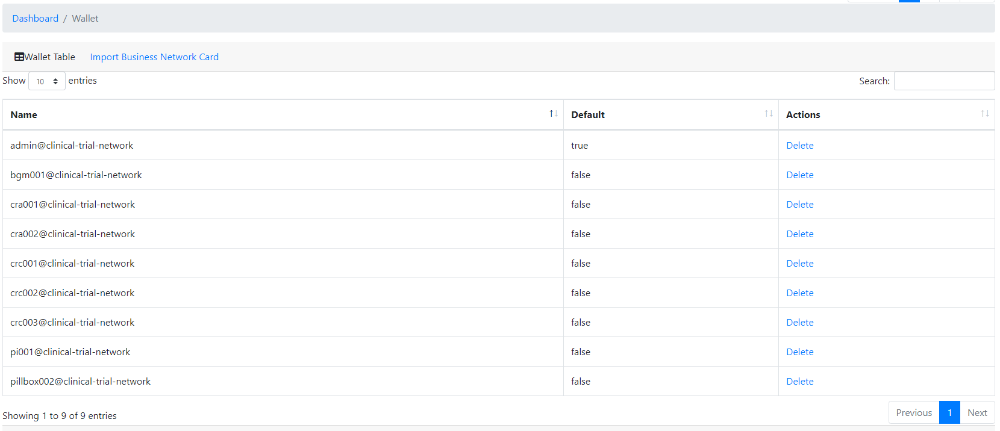 Dashboard / Wallet
Wallet Table Import Business Network Card
Show 10 entries Search:
Name Default Actions
admin@clinical-trial-network true Delete
bgm001@clinical-trial-network false Delete
cra001@clinical-trial-network false Delete
cra002@clinical-trial-network false Delete
crc001@clinical-trial-network false Delete
crc002@clinical-trial-network false Delete
crc003@clinical-trial-network false Delete
pi001@clinical-trial-network false Delete
pillbox002@clinical-trial-network false Delete
Showing 1 to 9 of 9 entries Previous 1 Next